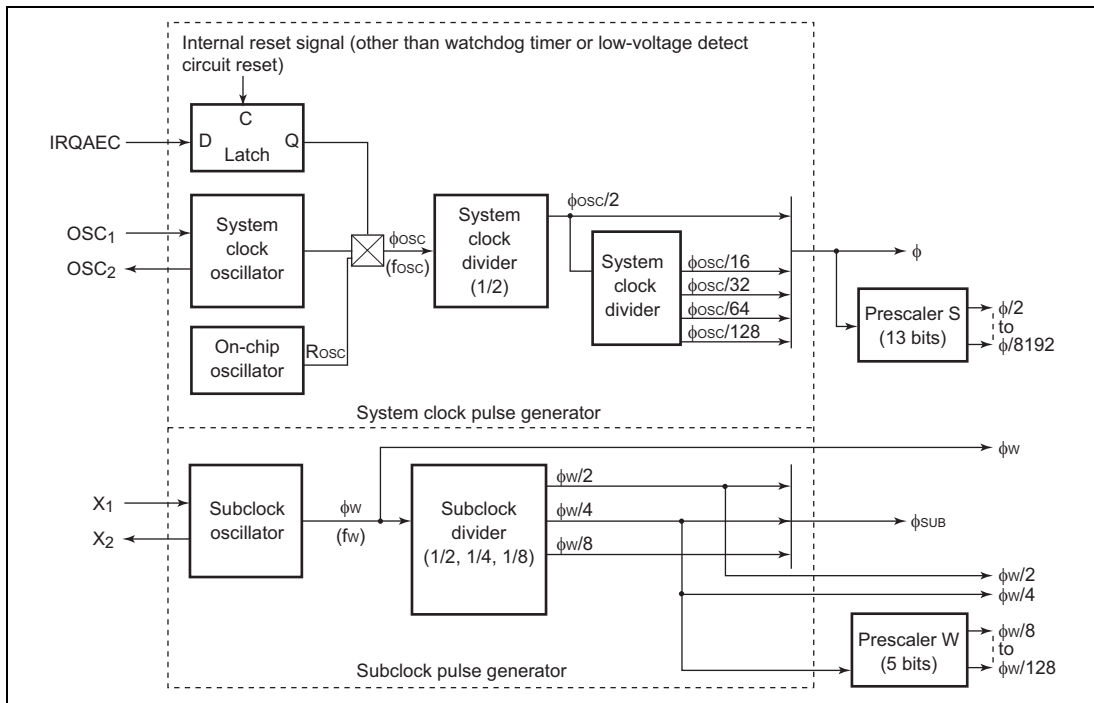 Internal reset signal (other than watchdog timer or low-voltage detect
circuit reset)
C
IRQAEC
D
Q
Latch
OSC1
OSC2
System
clock
oscillator
φOSC
(fOSC)
System
clock
divider
(1/2)
φOSC/2
System
clock
divider
φOSC/16
φOSC/32
φOSC/64
φOSC/128
φ
Prescaler S
(13 bits)
φ/2
to
φ/8192
On-chip
oscillator
ROSC
System clock pulse generator
φW
X1
X2
Subclock
oscillator
φW
(fW)
Subclock
divider
(1/2, 1/4, 1/8)
φW/2
φW/4
φW/8
φSUB
φW/2
φW/4
Prescaler W
(5 bits)
φW/8
to
φW/128
Subclock pulse generator